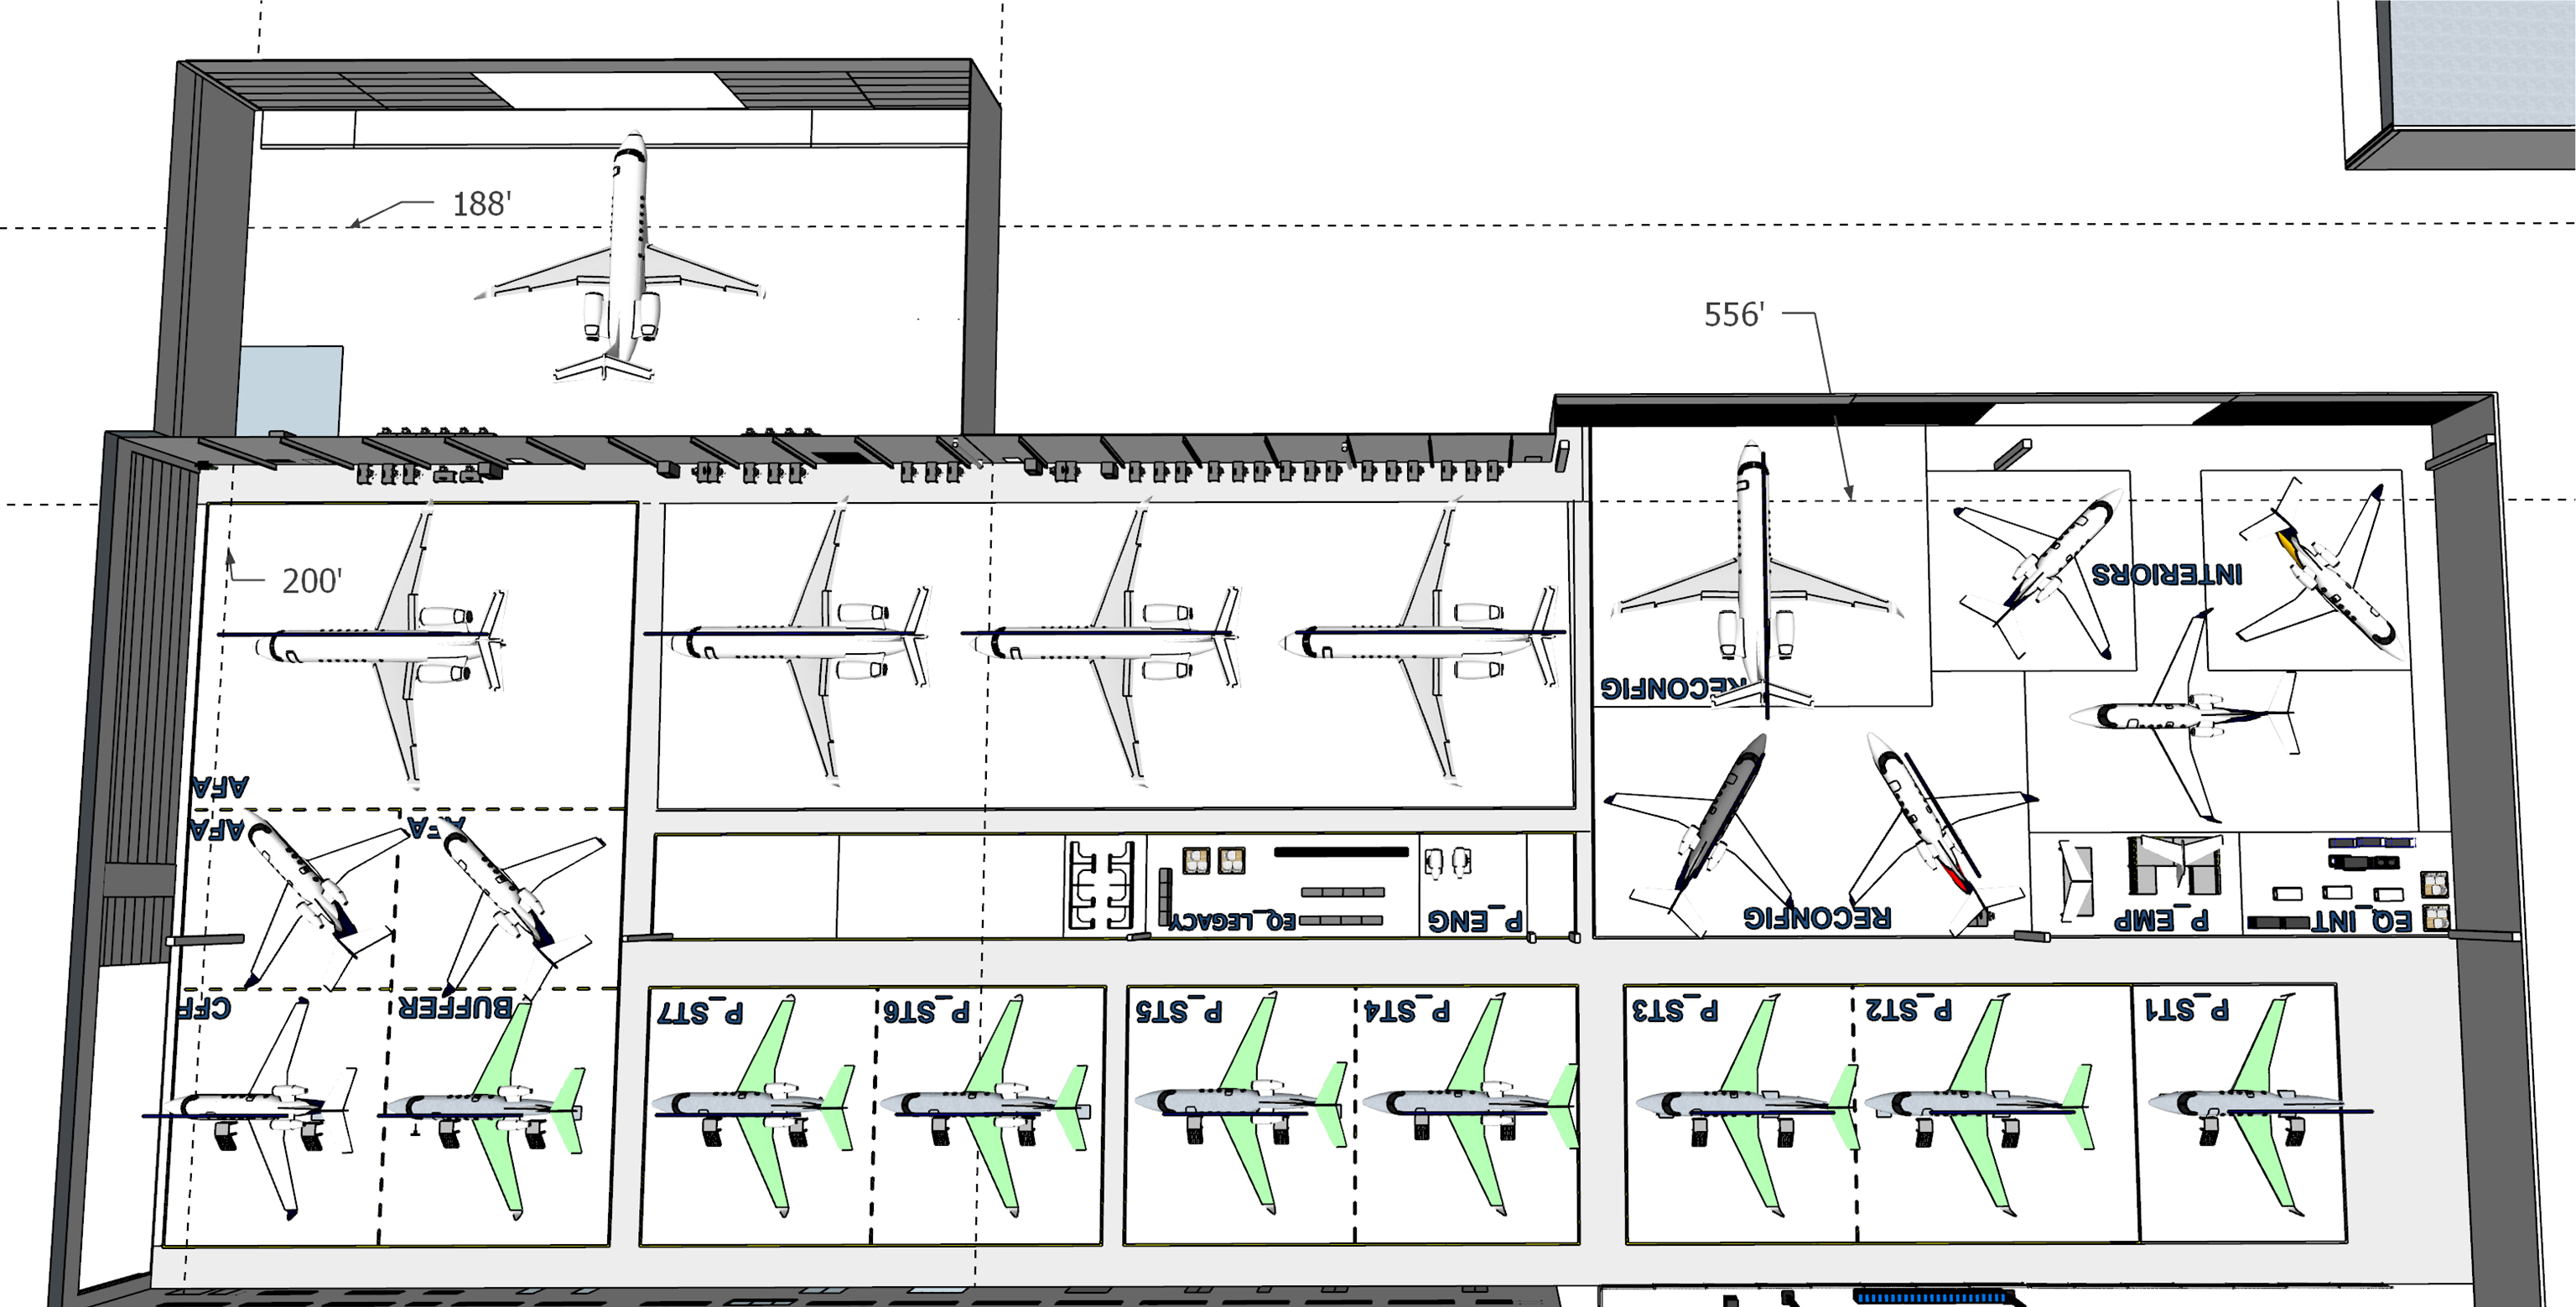 188'
556'
200'
INTERIORS
RECONFIG
AFA
AFA
AFA
EQ_LEGACY
P_ENG
RECONFIG
P_EMP
EQ_INT
CFF
BUFFER
P_ST7
P_ST6
P_ST5
P_ST4
P_ST3
P_ST2
P_ST1